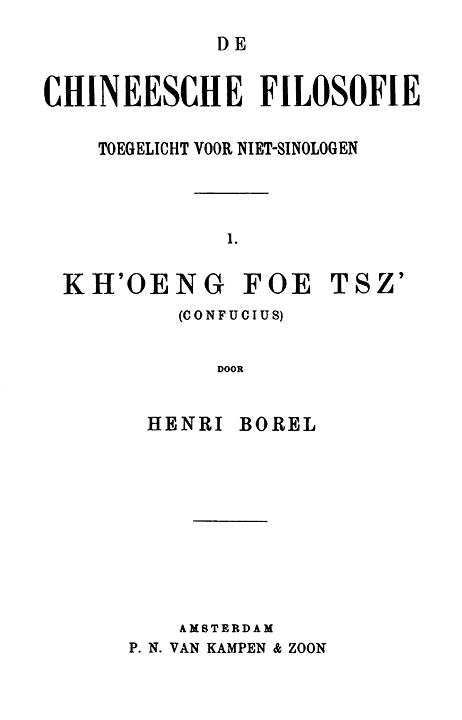 DE
CHINEESCHE FILOSOFIE
TOEGELICHT VOOR NIET-SINOLOGEN
1.
KH'OENG FOE TSZ'
(CONFUCIUS)
DOOR
HENRI BOREL
AMSTERDAM
P. N. VAN KAMPEN & ZOON